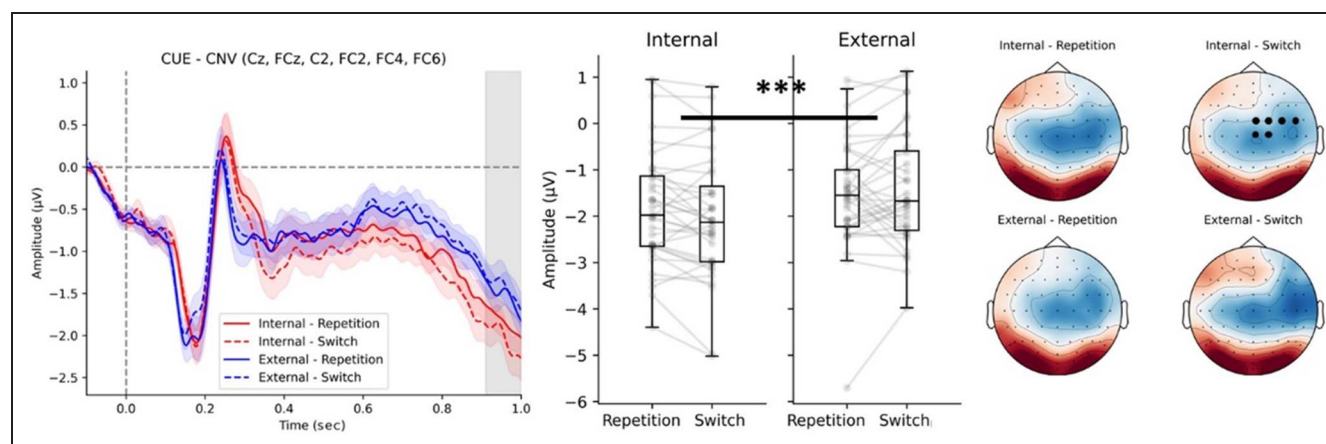 CUE - CNV (Cz, FCz, C2, FC2, FC4, FC6)
Amplitude (µV)
1.0
0.5
0.0
−0.5
−1.0
−1.5
−2.0
−2.5
Internal - Repetition
Internal - Switch
External - Repetition
External - Switch
0.0 0.2 0.4 0.6 0.8 1.0
Time (sec)
Internal External
***
Amplitude (µV)
1
0
−1
−2
−3
−4
−5
−6
Repetition Switch Repetition Switch
Internal - Repetition Internal - Switch
External - Repetition External - Switch